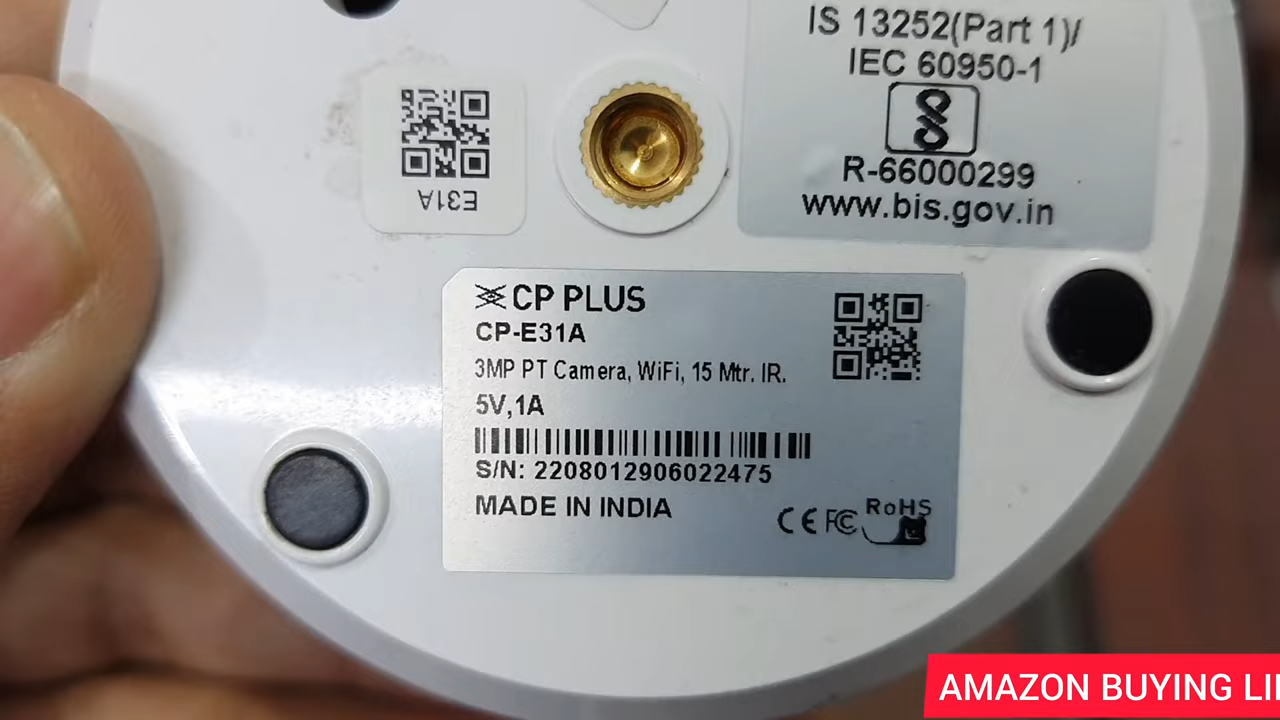 IS 13252(Part 1)/
IEC 60950-1
R-66000299
www.bis.gov.in
E31A
CP PLUS
CP-E31A
3MP PT Camera, WiFi, 15 Mtr. IR.
5V,1A
S/N: 2208012906022475
MADE IN INDIA
CE FC RoHS
AMAZON BUYING